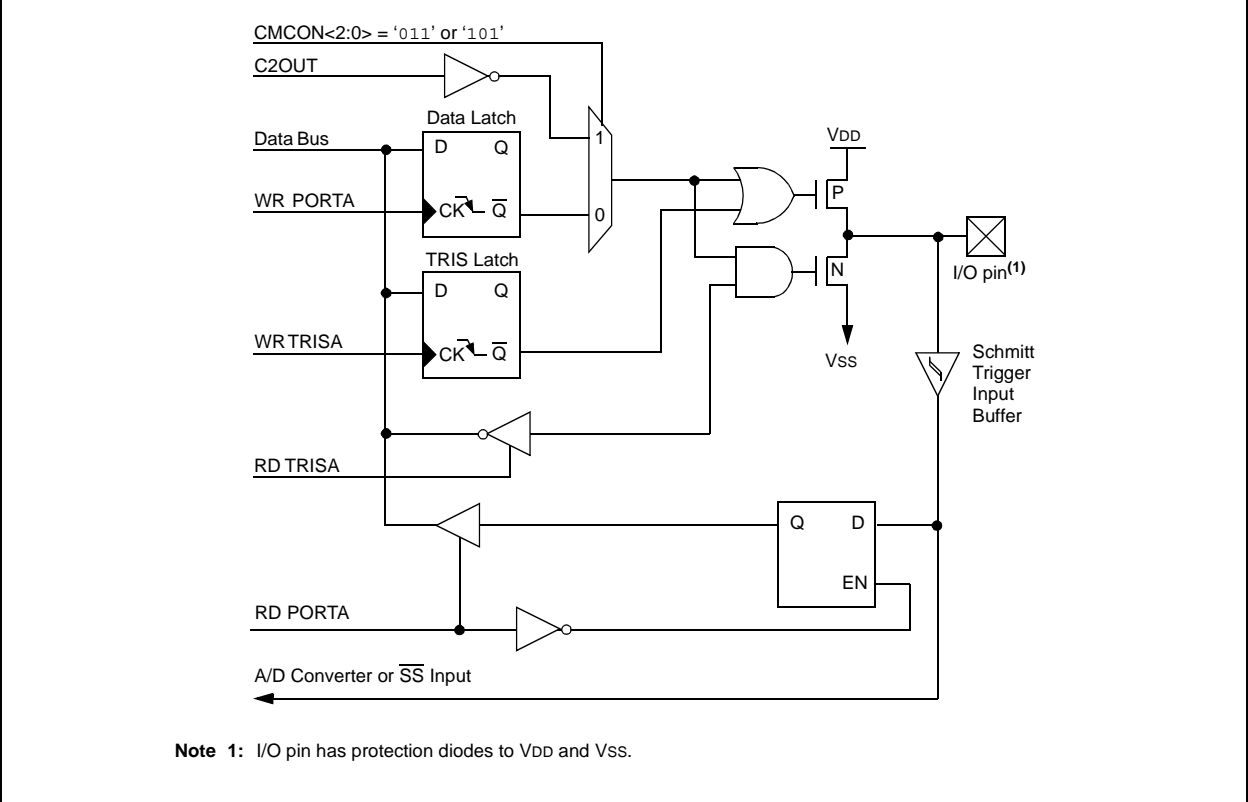 CMCON<2:0> = ‘011’ or ‘101’
C2OUT
Data Latch
Data Bus
D Q
1
VDD
WR PORTA
CK Q̅
0
P
TRIS Latch
N
I/O pin(1)
D Q
WR TRISA
CK Q̅
VSS
Schmitt
Trigger
Input
Buffer
RD TRISA
Q D
EN
RD PORTA
A/D Converter or S̅S̅ Input
Note 1: I/O pin has protection diodes to VDD and VSS.